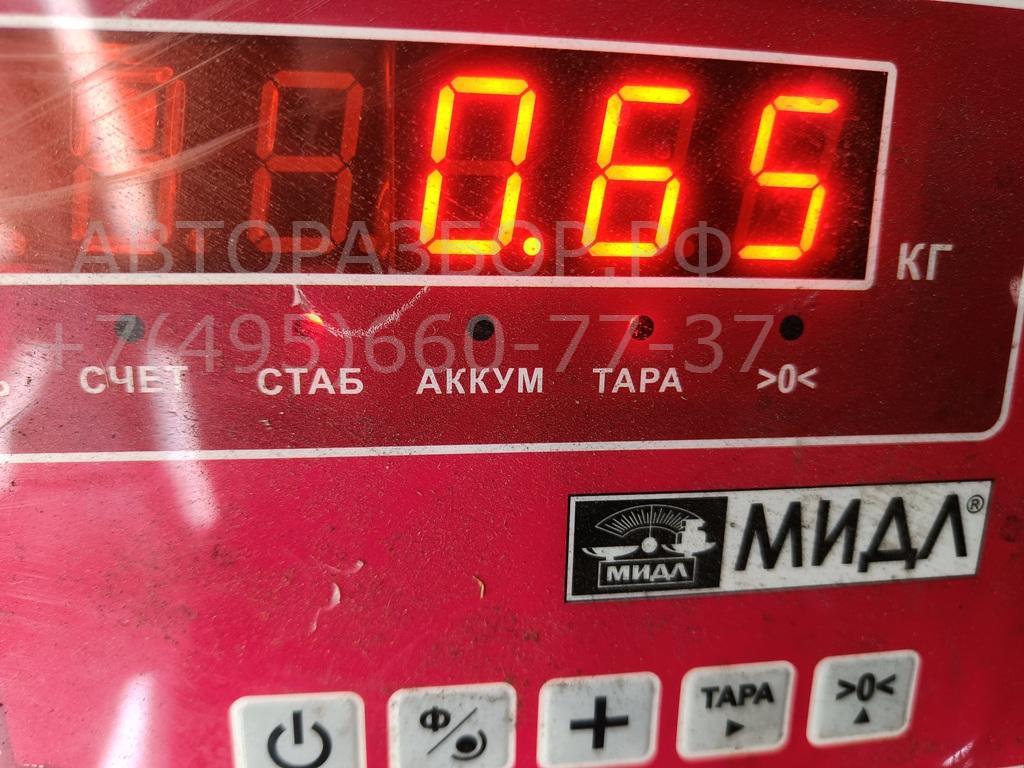 0.65
КГ
АВТОРАЗБОР.РФ
+7(495)660-77-37
СЧЕТ СТАБ АККУМ ТАРА >0<
МИДЛ МИДЛ®
Ф + ТАРА >0<